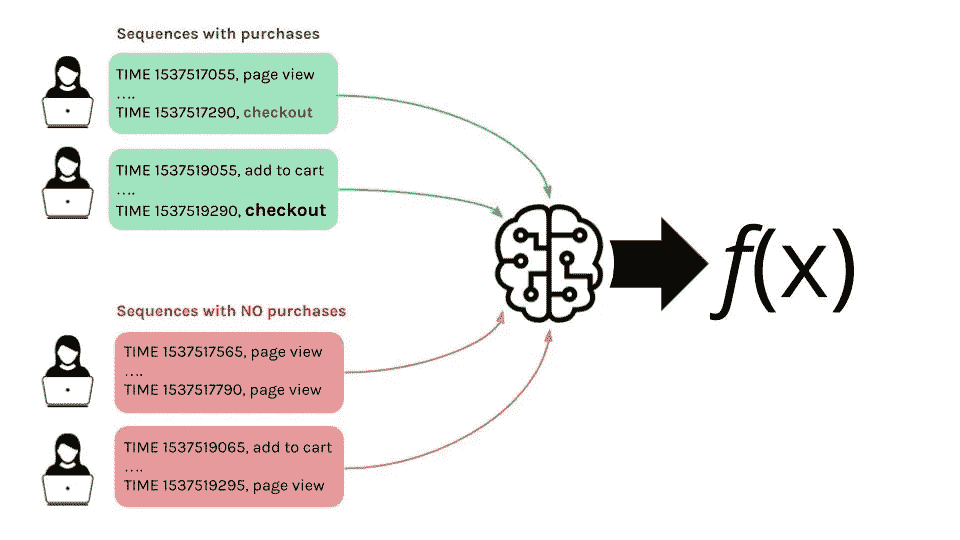 Sequences with purchases
TIME 1537517055, page view
....
TIME 1537517290, checkout
TIME 1537519055, add to cart
....
TIME 1537519290, checkout
f(x)
Sequences with NO purchases
TIME 1537517565, page view
....
TIME 1537517790, page view
TIME 1537519065, add to cart
....
TIME 1537519295, page view